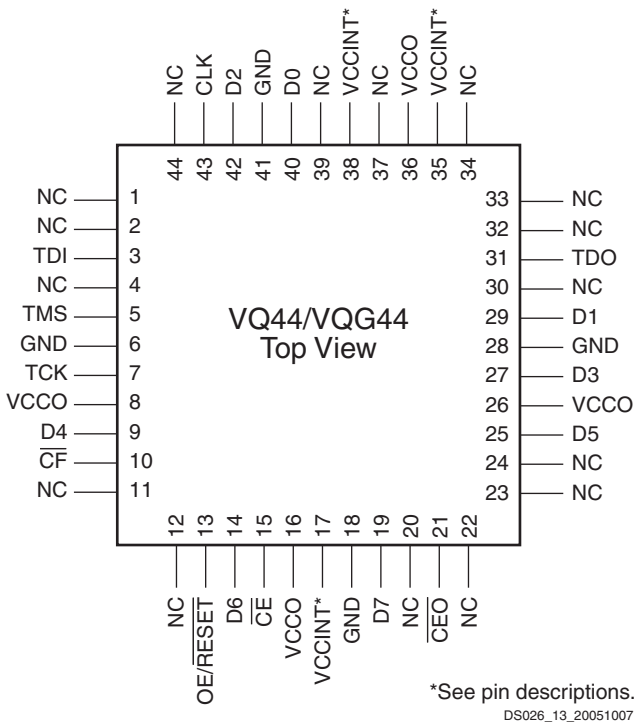 NC CLK D2 GND D0 NC VCCINT* NC VCCO VCCINT* NC
44 43 42 41 40 39 38 37 36 35 34
NC 1 33 NC
NC 2 32 NC
TDI 3 31 TDO
NC 4 30 NC
TMS 5 29 D1
GND 6 28 GND
TCK 7 27 D3
VCCO 8 26 VCCO
D4 9 25 D5
CF 10 24 NC
NC 11 23 NC
VQ44/VQG44
Top View
12 13 14 15 16 17 18 19 20 21 22
NC OE/RESET D6 CE VCCO VCCINT* GND D7 NC CEO NC
*See pin descriptions.
DS026_13_20051007